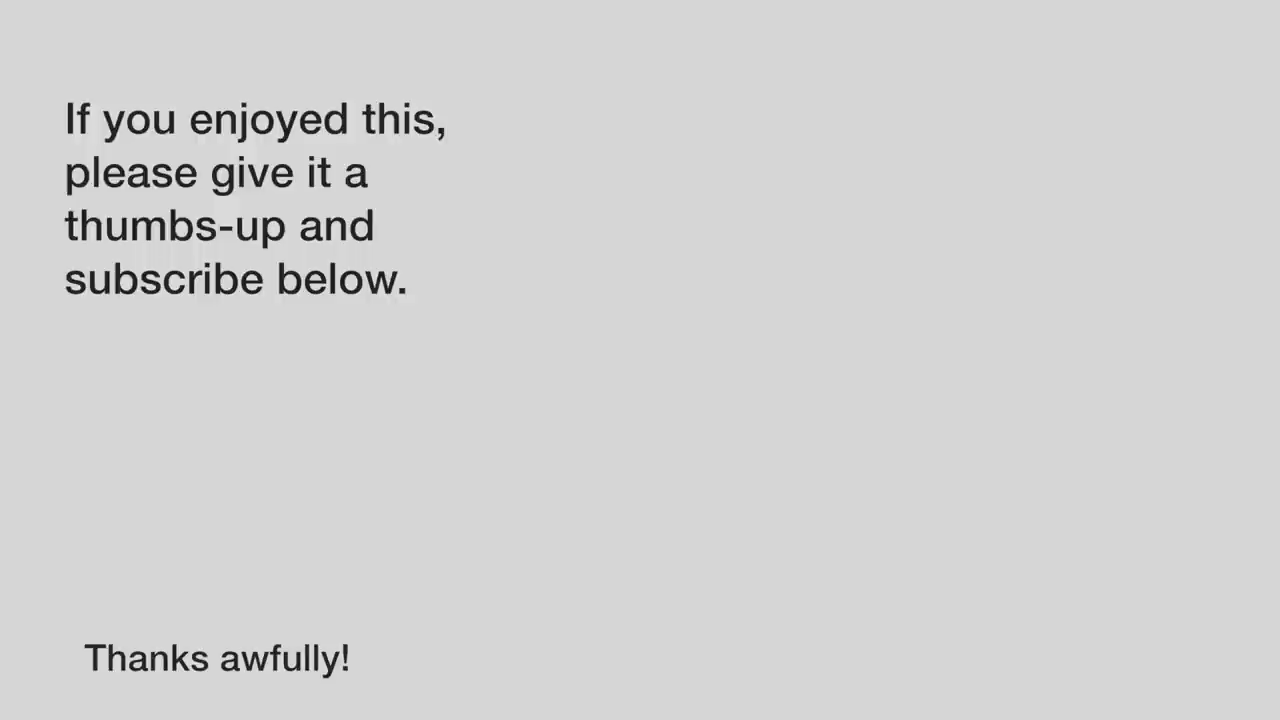 If you enjoyed this,
please give it a
thumbs-up and
subscribe below.
Thanks awfully!